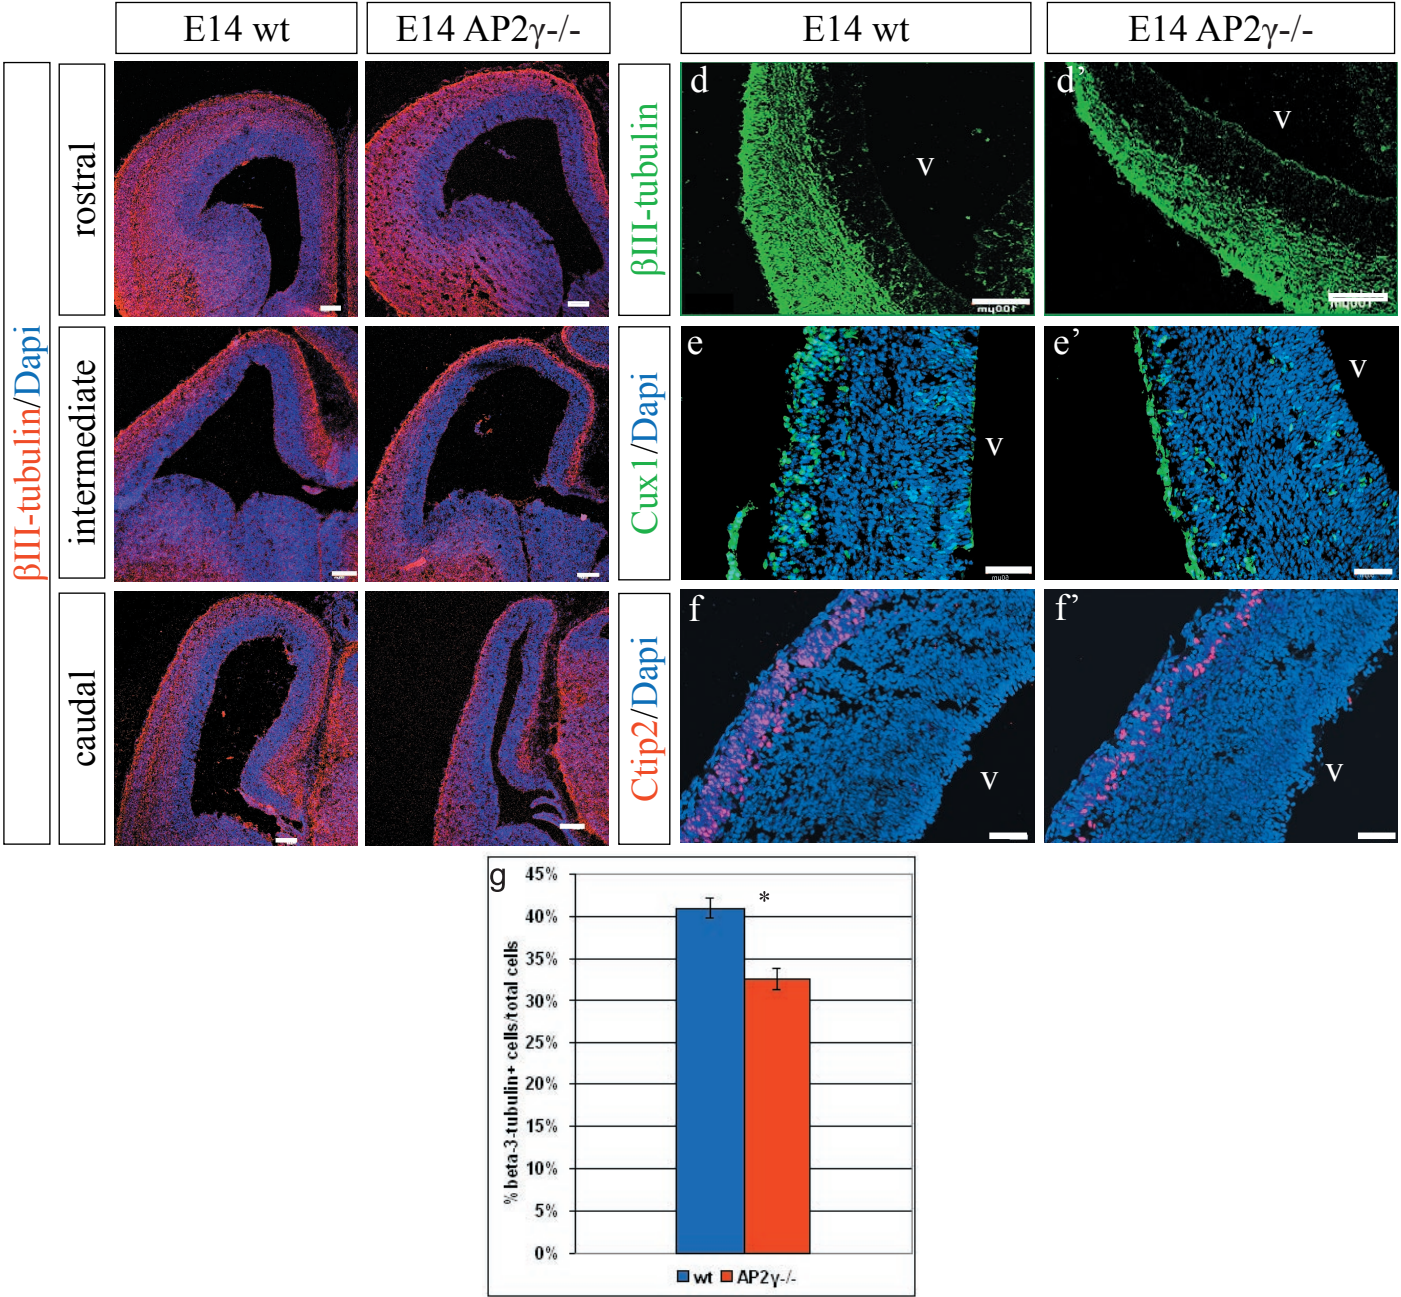 E14 wt
E14 AP2γ-/-
E14 wt
E14 AP2γ-/-
βIII-tubulin/Dapi
rostral
intermediate
caudal
βIII-tubulin
d
v
d'
v
100µm
Cux1/Dapi
e
v
e'
v
Ctip2/Dapi
f
v
f'
v
g
% beta-3-tubulin+ cells/total cells
45%
40%
35%
30%
25%
20%
15%
10%
5%
0%
*
wt AP2γ-/-